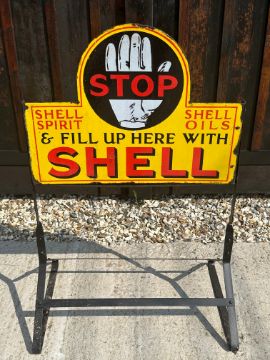 STOP
SHELL SPIRIT
SHELL OILS
& FILL UP HERE WITH
SHELL